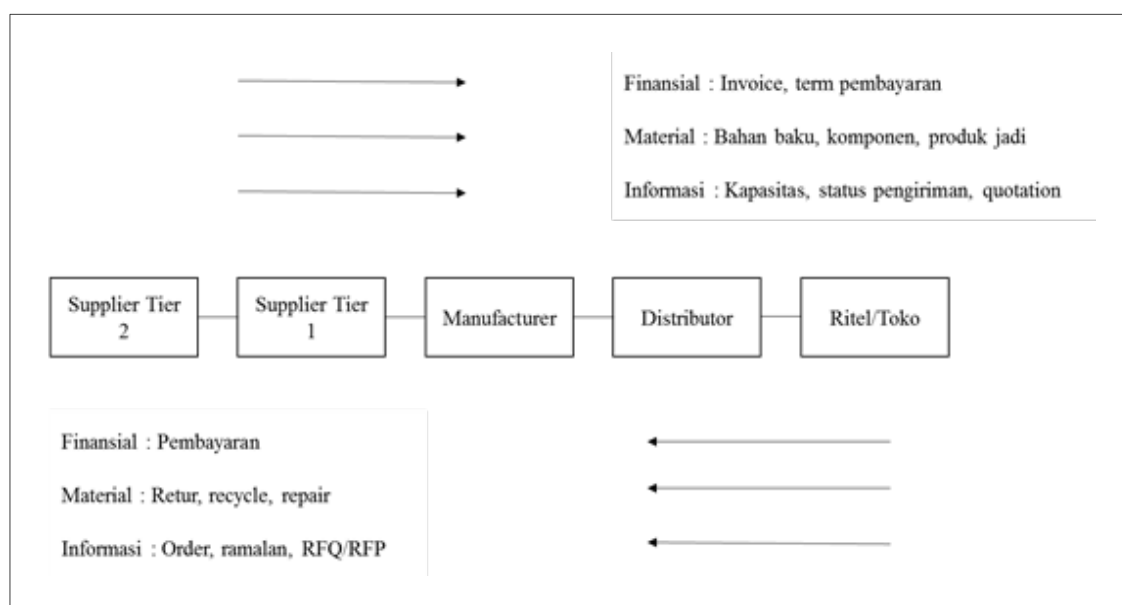 Finansial : Invoice, term pembayaran
Material : Bahan baku, komponen, produk jadi
Informasi : Kapasitas, status pengiriman, quotation
Supplier Tier
2
Supplier Tier
1
Manufacturer
Distributor
Ritel/Toko
Finansial : Pembayaran
Material : Retur, recycle, repair
Informasi : Order, ramalan, RFQ/RFP